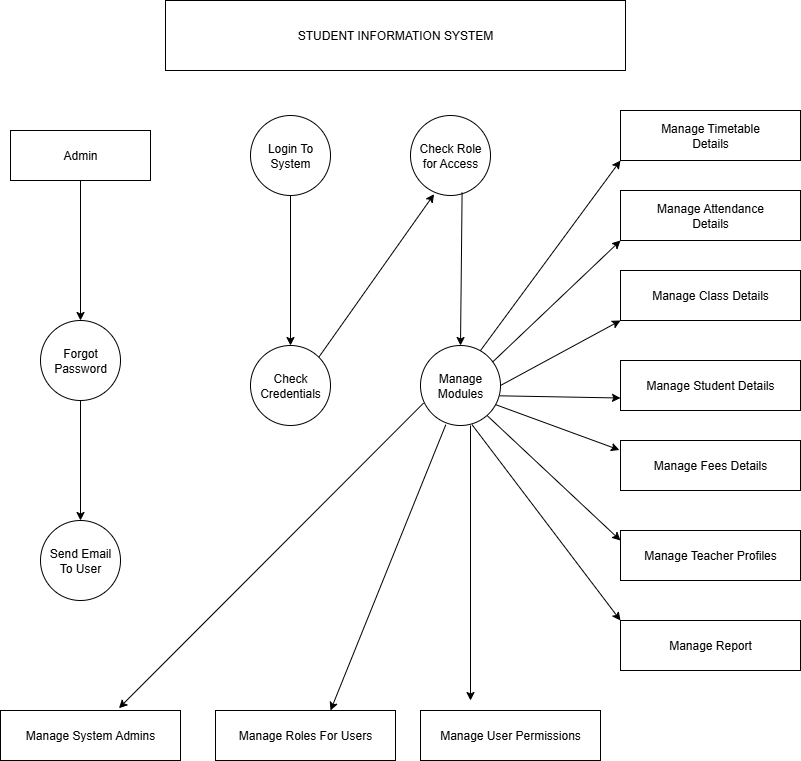 STUDENT INFORMATION SYSTEM
Admin
Login To
System
Check Role
for Access
Manage Timetable
Details
Manage Attendance
Details
Manage Class Details
Forgot
Password
Check
Credentials
Manage
Modules
Manage Student Details
Manage Fees Details
Send Email
To User
Manage Teacher Profiles
Manage Report
Manage System Admins
Manage Roles For Users
Manage User Permissions